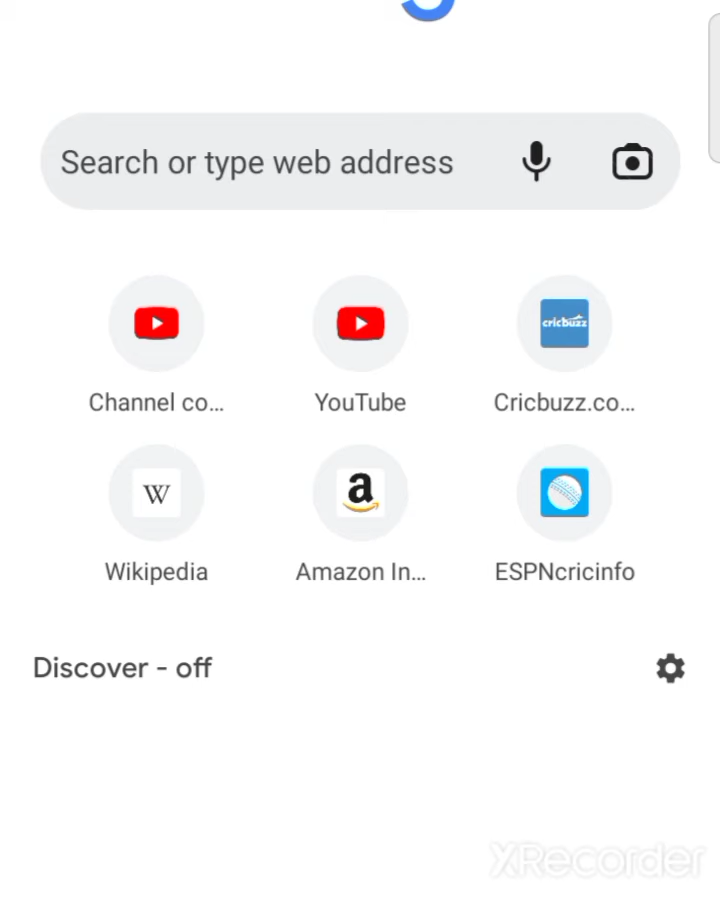 Search or type web address
cricbuzz
Channel co...
YouTube
Cricbuzz.co...
W
a
Wikipedia
Amazon In...
ESPNcricinfo
Discover - off
XRecorder